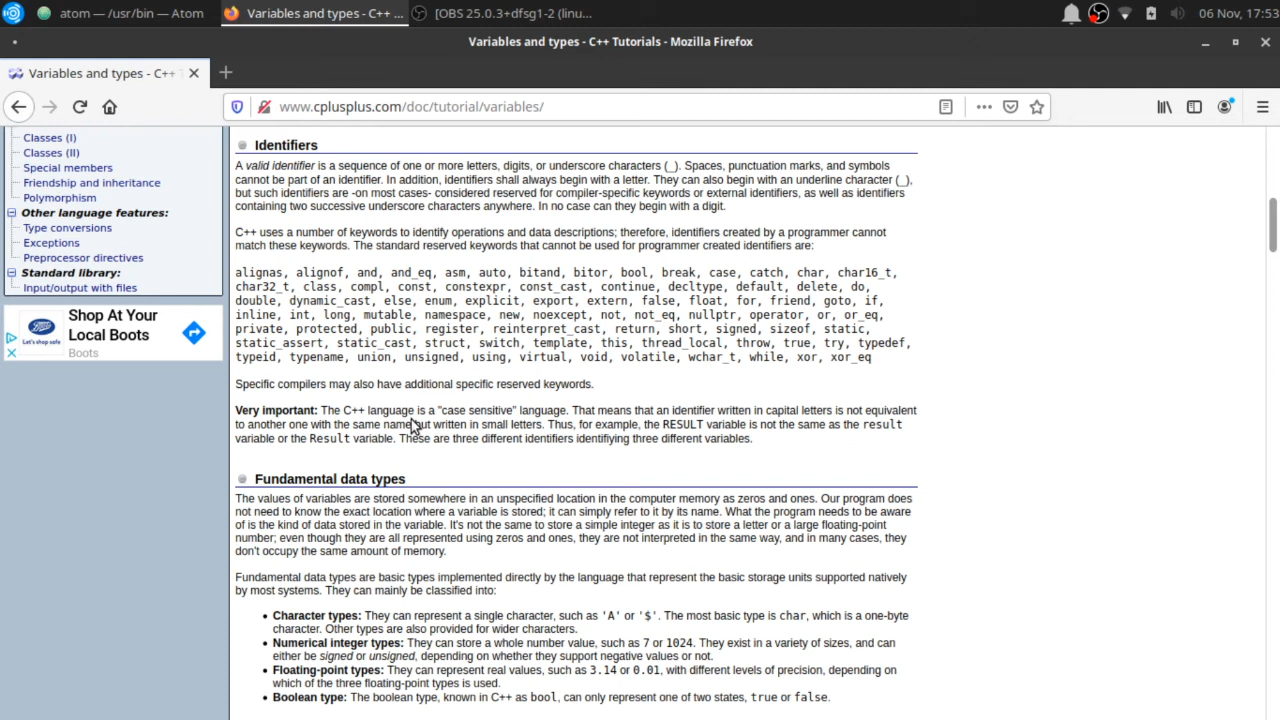 atom — /usr/bin — Atom
Variables and types - C++ ...
[OBS 25.0.3+dfsg1-2 (linu...
06 Nov, 17:53
Variables and types - C++ Tutorials - Mozilla Firefox
Variables and types - C++ T
www.cplusplus.com/doc/tutorial/variables/
Classes (I)
Classes (II)
Special members
Friendship and inheritance
Polymorphism
Other language features:
Type conversions
Exceptions
Preprocessor directives
Standard library:
Input/output with files
Boots
Let's shop safe
Shop At Your
Local Boots
Boots
Identifiers
A valid identifier is a sequence of one or more letters, digits, or underscore characters (_). Spaces, punctuation marks, and symbols
cannot be part of an identifier. In addition, identifiers shall always begin with a letter. They can also begin with an underline character (_),
but such identifiers are -on most cases- considered reserved for compiler-specific keywords or external identifiers, as well as identifiers
containing two successive underscore characters anywhere. In no case can they begin with a digit.
C++ uses a number of keywords to identify operations and data descriptions; therefore, identifiers created by a programmer cannot
match these keywords. The standard reserved keywords that cannot be used for programmer created identifiers are:
alignas, alignof, and, and_eq, asm, auto, bitand, bitor, bool, break, case, catch, char, char16_t,
char32_t, class, compl, const, constexpr, const_cast, continue, decltype, default, delete, do,
double, dynamic_cast, else, enum, explicit, export, extern, false, float, for, friend, goto, if,
inline, int, long, mutable, namespace, new, noexcept, not, not_eq, nullptr, operator, or, or_eq,
private, protected, public, register, reinterpret_cast, return, short, signed, sizeof, static,
static_assert, static_cast, struct, switch, template, this, thread_local, throw, true, try, typedef,
typeid, typename, union, unsigned, using, virtual, void, volatile, wchar_t, while, xor, xor_eq
Specific compilers may also have additional specific reserved keywords.
Very important: The C++ language is a "case sensitive" language. That means that an identifier written in capital letters is not equivalent
to another one with the same name but written in small letters. Thus, for example, the RESULT variable is not the same as the result
variable or the Result variable. These are three different identifiers identifiying three different variables.
Fundamental data types
The values of variables are stored somewhere in an unspecified location in the computer memory as zeros and ones. Our program does
not need to know the exact location where a variable is stored; it can simply refer to it by its name. What the program needs to be aware
of is the kind of data stored in the variable. It's not the same to store a simple integer as it is to store a letter or a large floating-point
number; even though they are all represented using zeros and ones, they are not interpreted in the same way, and in many cases, they
don't occupy the same amount of memory.
Fundamental data types are basic types implemented directly by the language that represent the basic storage units supported natively
by most systems. They can mainly be classified into:
• Character types: They can represent a single character, such as 'A' or '$'. The most basic type is char, which is a one-byte
character. Other types are also provided for wider characters.
• Numerical integer types: They can store a whole number value, such as 7 or 1024. They exist in a variety of sizes, and can
either be signed or unsigned, depending on whether they support negative values or not.
• Floating-point types: They can represent real values, such as 3.14 or 0.01, with different levels of precision, depending on
which of the three floating-point types is used.
• Boolean type: The boolean type, known in C++ as bool, can only represent one of two states, true or false.